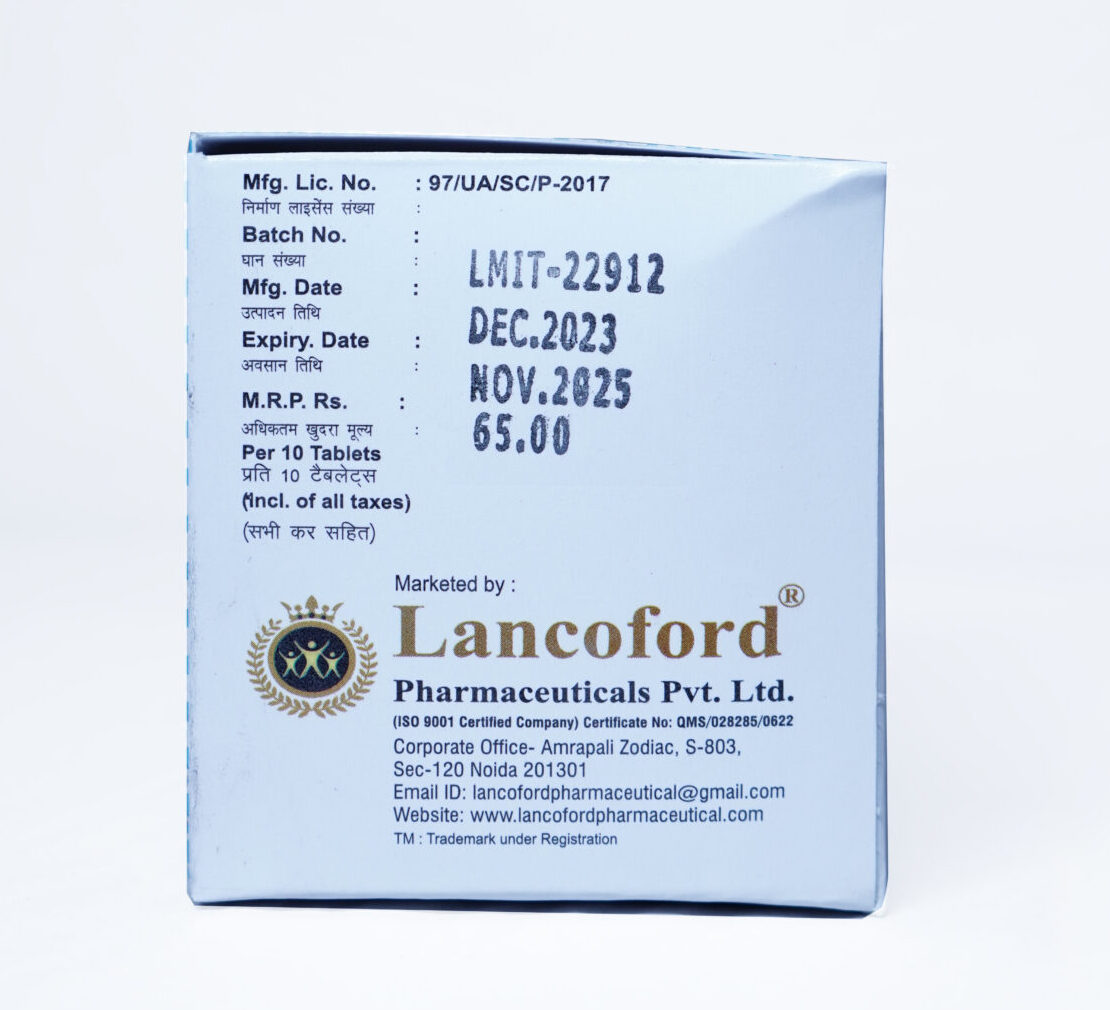 Mfg. Lic. No. : 97/UA/SC/P-2017
निर्माण लाइसेंस संख्या :
Batch No. :
घान संख्या : LMIT-22912
Mfg. Date :
उत्पादन तिथि DEC.2023
Expiry. Date :
अवसान तिथि : NOV.2025
M.R.P. Rs. :
अधिकतम खुदरा मूल्य : 65.00
Per 10 Tablets
प्रति 10 टैबलेट्स
(Incl. of all taxes)
(सभी कर सहित)
Marketed by :
Lancoford®
Pharmaceuticals Pvt. Ltd.
(ISO 9001 Certified Company) Certificate No: QMS/028285/0622
Corporate Office- Amrapali Zodiac, S-803,
Sec-120 Noida 201301
Email ID: lancofordpharmaceutical@gmail.com
Website: www.lancofordpharmaceutical.com
TM : Trademark under Registration